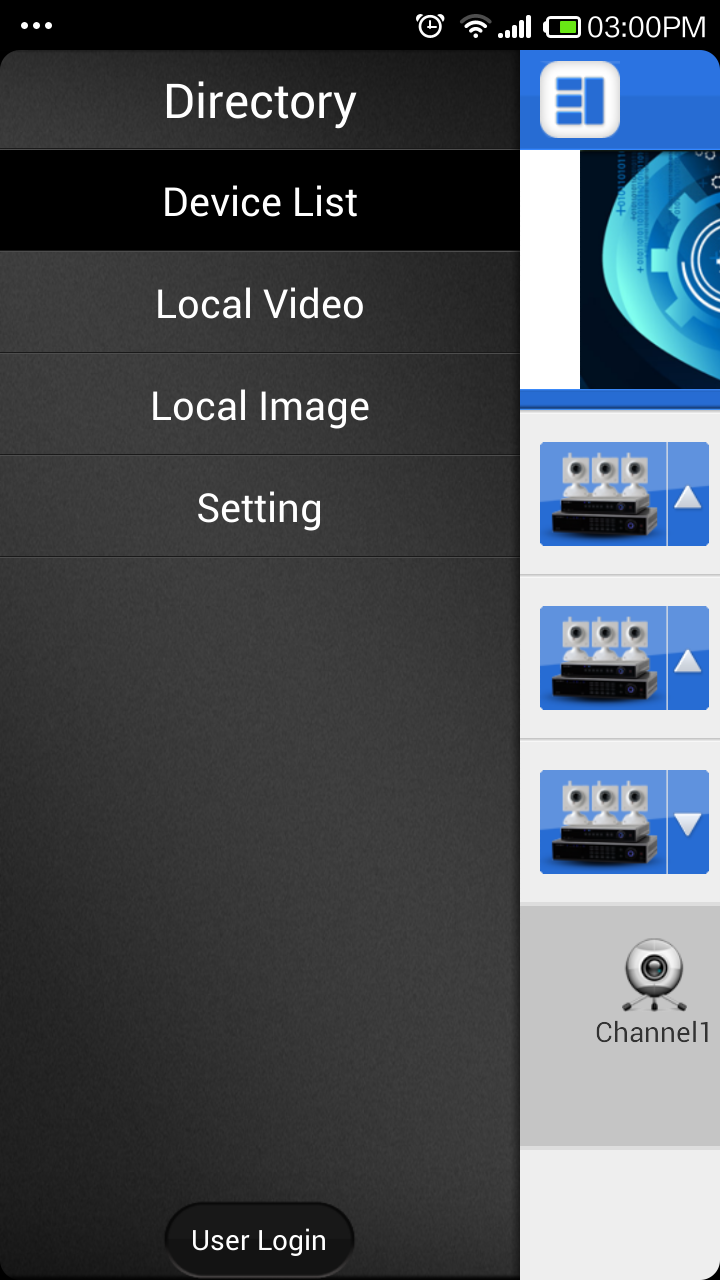 03:00PM
Directory
Device List
Local Video
Local Image
Setting
Channel1
User Login